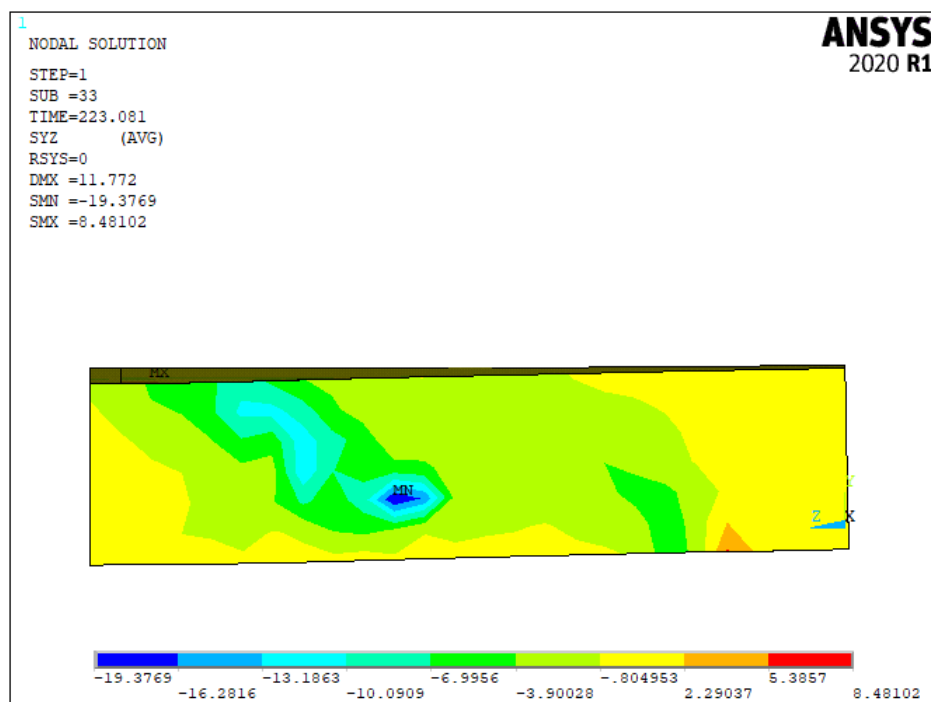 1
NODAL SOLUTION
STEP=1
SUB =33
TIME=223.081
SYZ (AVG)
RSYS=0
DMX =11.772
SMN =-19.3769
SMX =8.48102
ANSYS
2020 R1
MX
MN
Z X
-19.3769 -13.1863 -6.9956 -.804953 5.3857
-16.2816 -10.0909 -3.90028 2.29037 8.48102